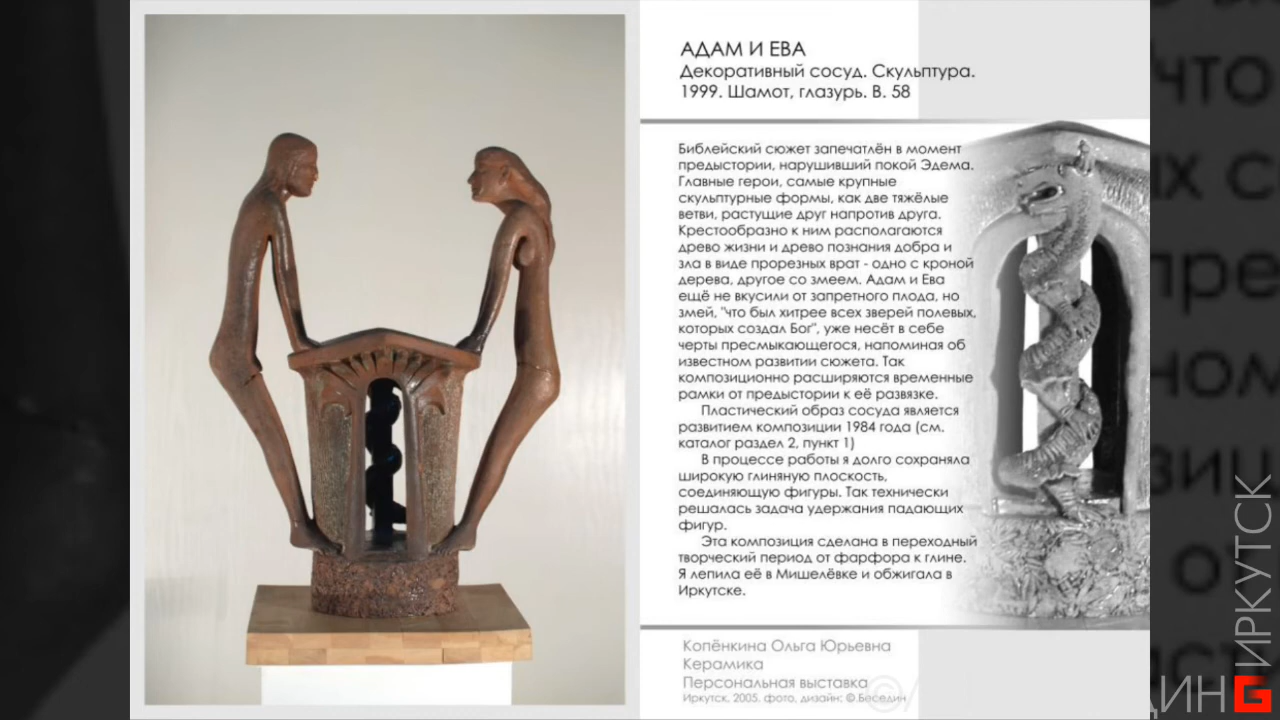 АДАМ И ЕВА
Декоративный сосуд. Скульптура.
1999. Шамот, глазурь. В. 58
Библейский сюжет запечатлён в момент
предыстории, нарушивший покой Эдема.
Главные герои, самые крупные
скульптурные формы, как две тяжёлые
ветви, растущие друг напротив друга.
Крестообразно к ним располагаются
древо жизни и древо познания добра и
зла в виде прорезных врат - одно с кроной
дерева, другое со змеем. Адам и Ева
ещё не вкусили от запретного плода, но
змей, "что был хитрее всех зверей полевых,
которых создал Бог", уже несёт в себе
черты пресмыкающегося, напоминая об
известном развитии сюжета. Так
композиционно расширяются временные
рамки от предыстории к её развязке.
Пластический образ сосуда является
развитием композиции 1984 года (см.
каталог раздел 2, пункт 1)
В процессе работы я долго сохраняла
широкую глиняную плоскость,
соединяющую фигуры. Так технически
решалась задача удержания падающих
фигур.
Эта композиция сделана в переходный
творческий период от фарфора к глине.
Я лепила её в Мишелёвке и обжигала в
Иркутске.
Копёнкина Ольга Юрьевна
Керамика
Персональная выставка
Иркутск, 2005. фото, дизайн: ©.Беседин
ИРКУТСК